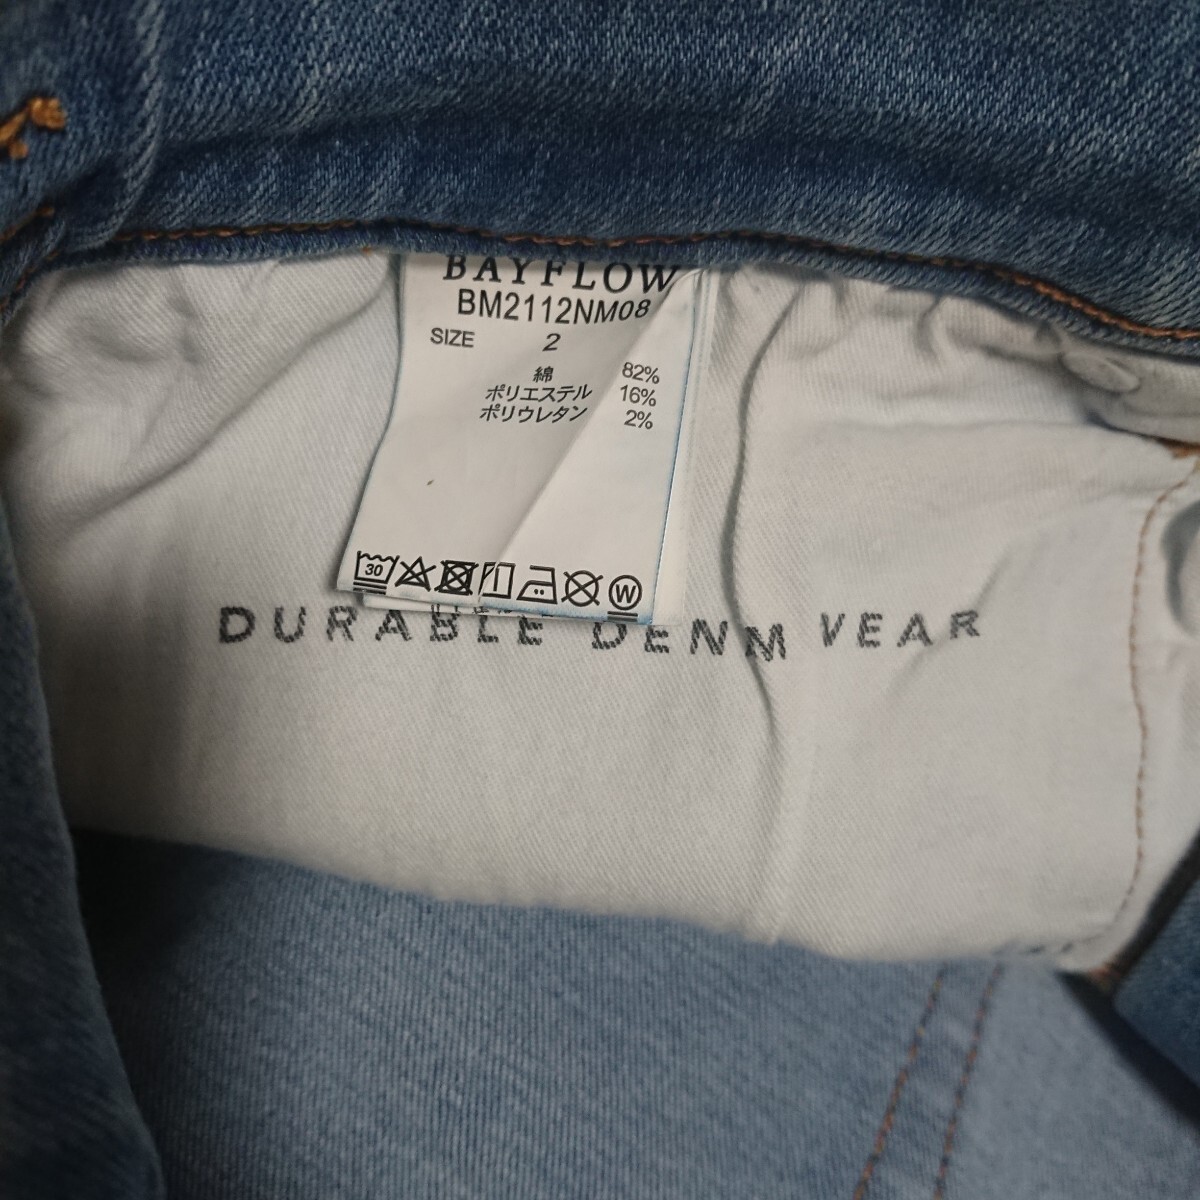 BAYFLOW
BM2112NM08
SIZE 2
綿 82%
ポリエステル 16%
ポリウレタン 2%
30
W
DURABLE DENM VEAR